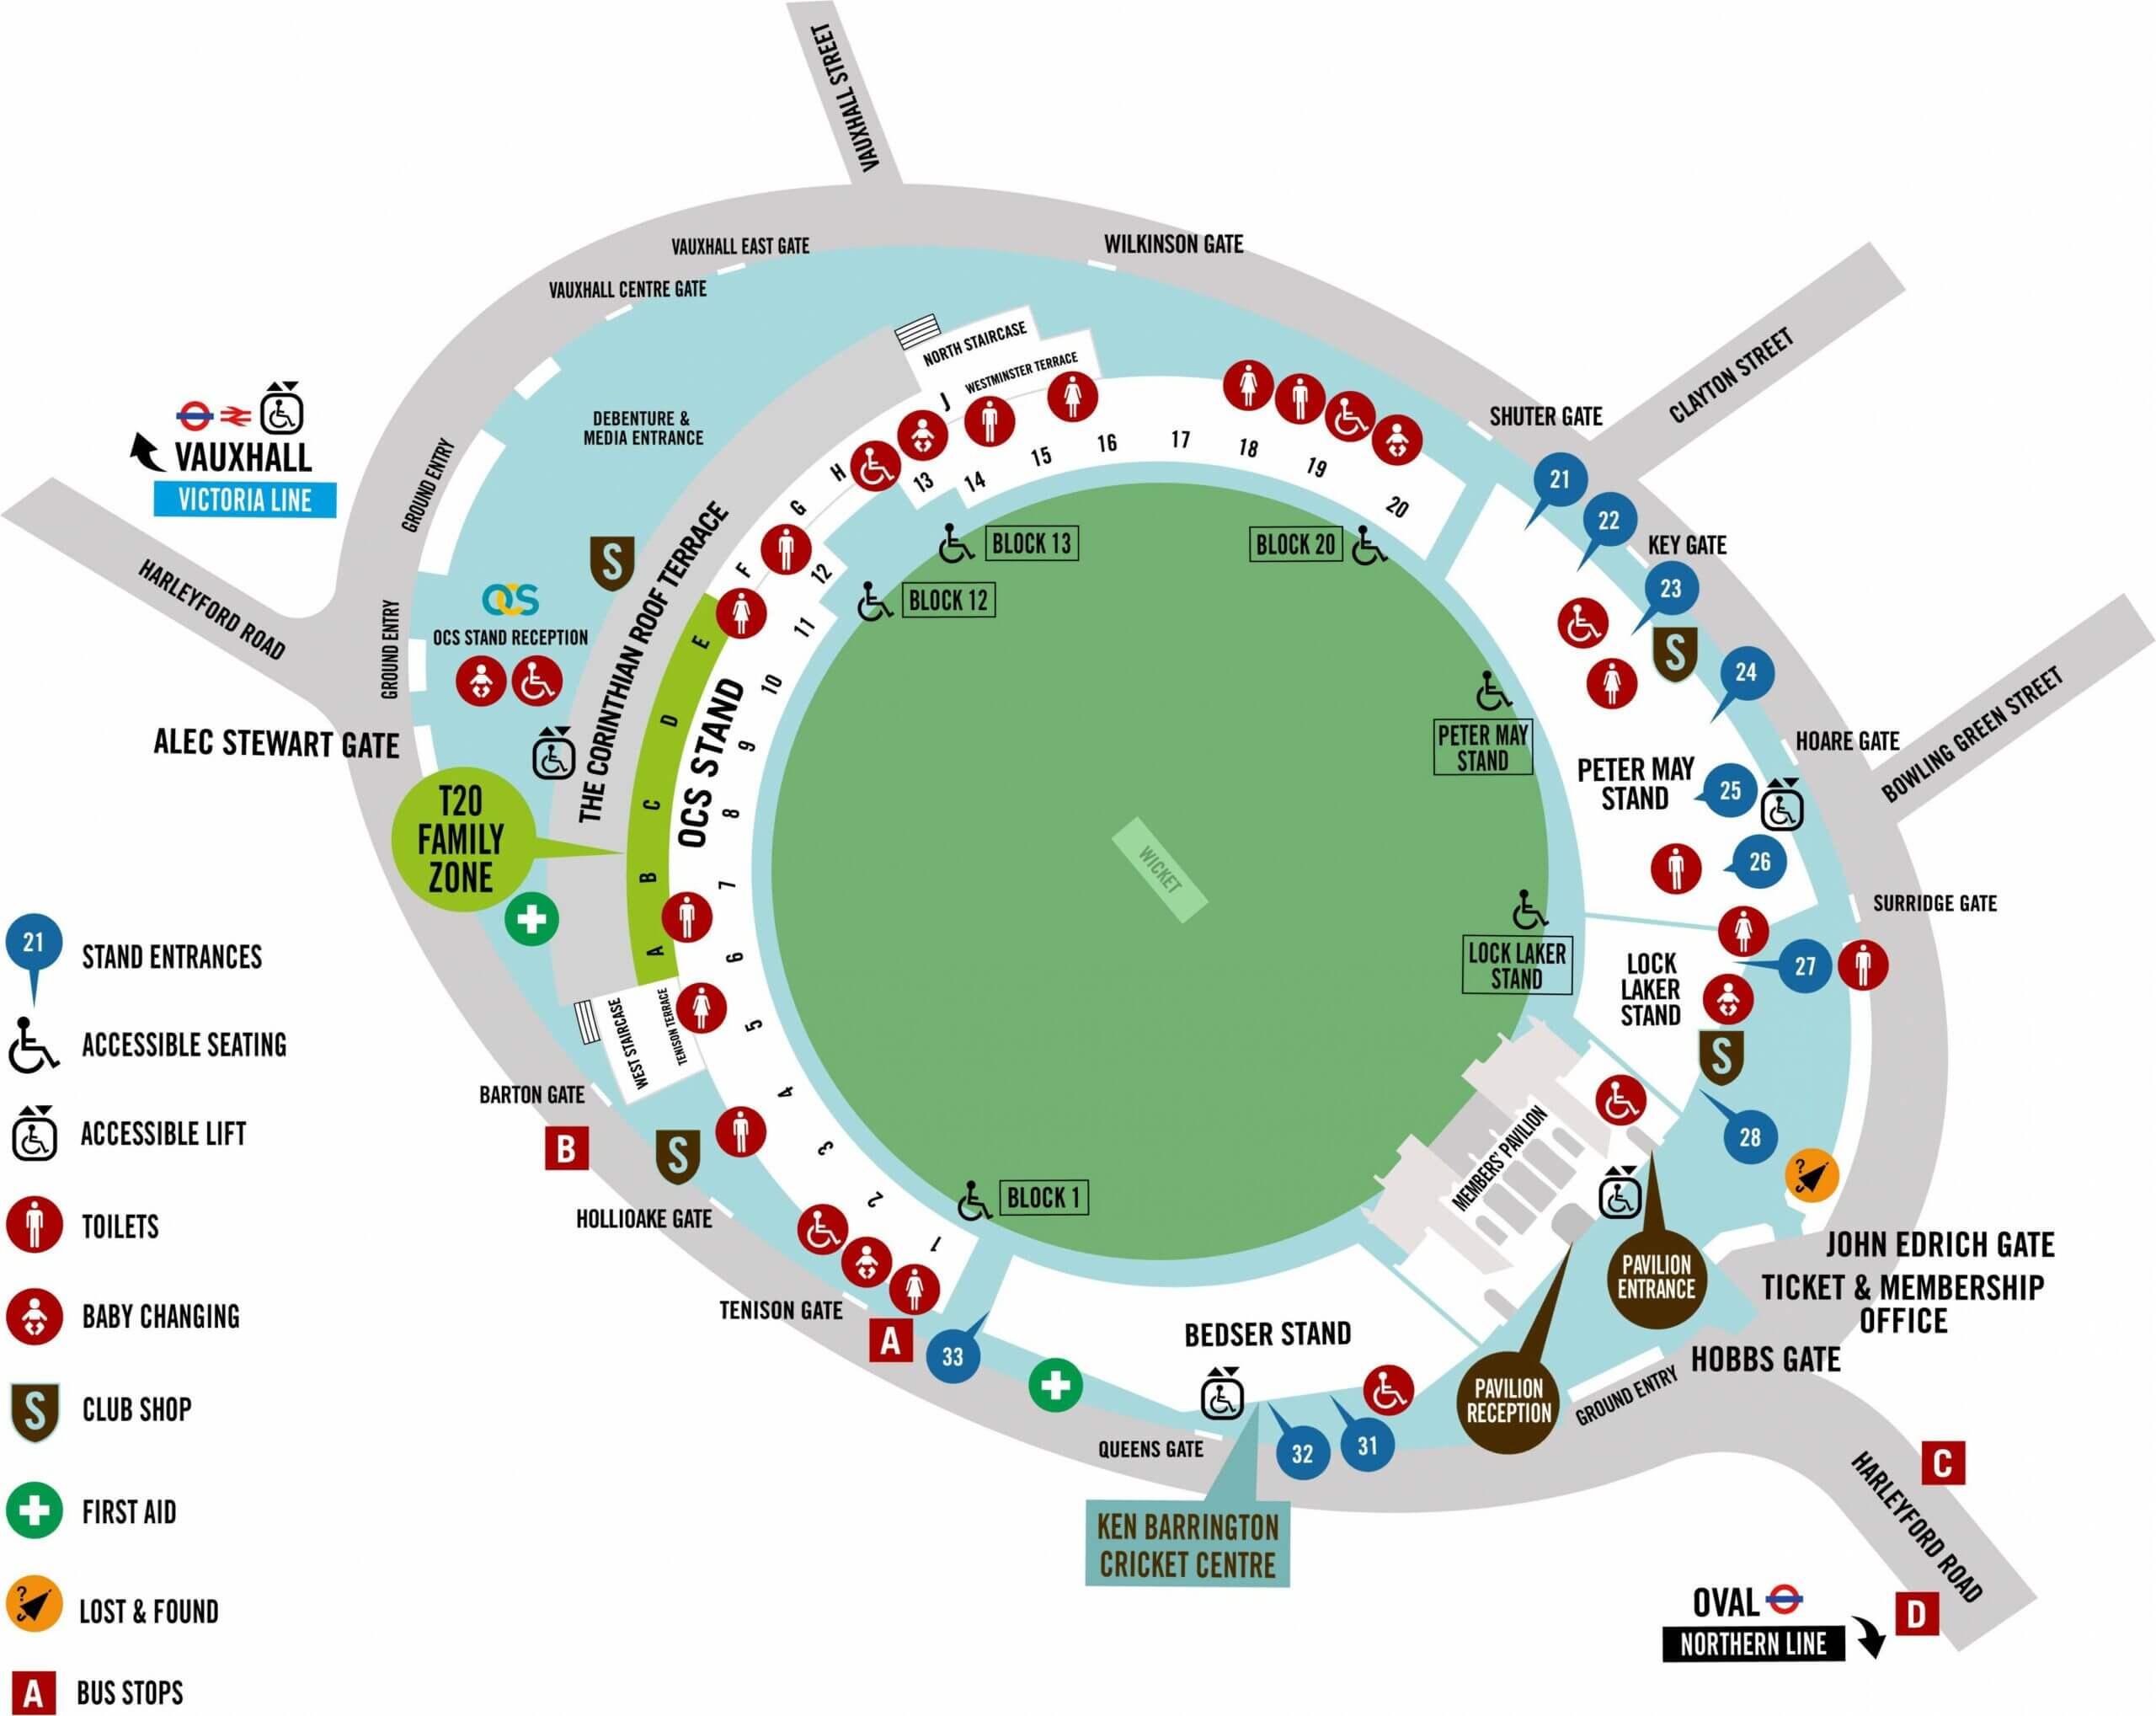 VAUXHALL STREET
VAUXHALL EAST GATE
WILKINSON GATE
VAUXHALL CENTRE GATE
NORTH STAIRCASE
WESTMINSTER TERRACE
CLAYTON STREET
SHUTER GATE
DEBENTURE &
MEDIA ENTRANCE
VAUXHALL
VICTORIA LINE
GROUND ENTRY
HARLEYFORD ROAD
J
H
G
F
E
D
C
B
A
13
14
15
16
17
18
19
20
12
11
10
9
8
7
6
5
4
3
2
1
21
22
KEY GATE
23
S
24
HOARE GATE
BOWLING GREEN STREET
BLOCK 13
BLOCK 20
BLOCK 12
S
OCS
OCS STAND RECEPTION
GROUND ENTRY
THE CORINTHIAN ROOF TERRACE
OCS STAND
ALEC STEWART GATE
T20
FAMILY
ZONE
PETER MAY
STAND
PETER MAY
STAND
25
26
WICKET
SURRIDGE GATE
LOCK LAKER
STAND
LOCK
LAKER
STAND
27
S
28
WEST STAIRCASE
TENISON TERRACE
BARTON GATE
B
S
HOLLIOAKE GATE
BLOCK 1
MEMBERS' PAVILION
?
TENISON GATE
A
33
BEDSER STAND
PAVILION
ENTRANCE
JOHN EDRICH GATE
TICKET & MEMBERSHIP
OFFICE
HOBBS GATE
PAVILION
RECEPTION
GROUND ENTRY
QUEENS GATE
32
31
KEN BARRINGTON
CRICKET CENTRE
C
HARLEYFORD ROAD
OVAL
NORTHERN LINE
D
21
STAND ENTRANCES
ACCESSIBLE SEATING
ACCESSIBLE LIFT
TOILETS
BABY CHANGING
S
CLUB SHOP
FIRST AID
?
LOST & FOUND
A
BUS STOPS